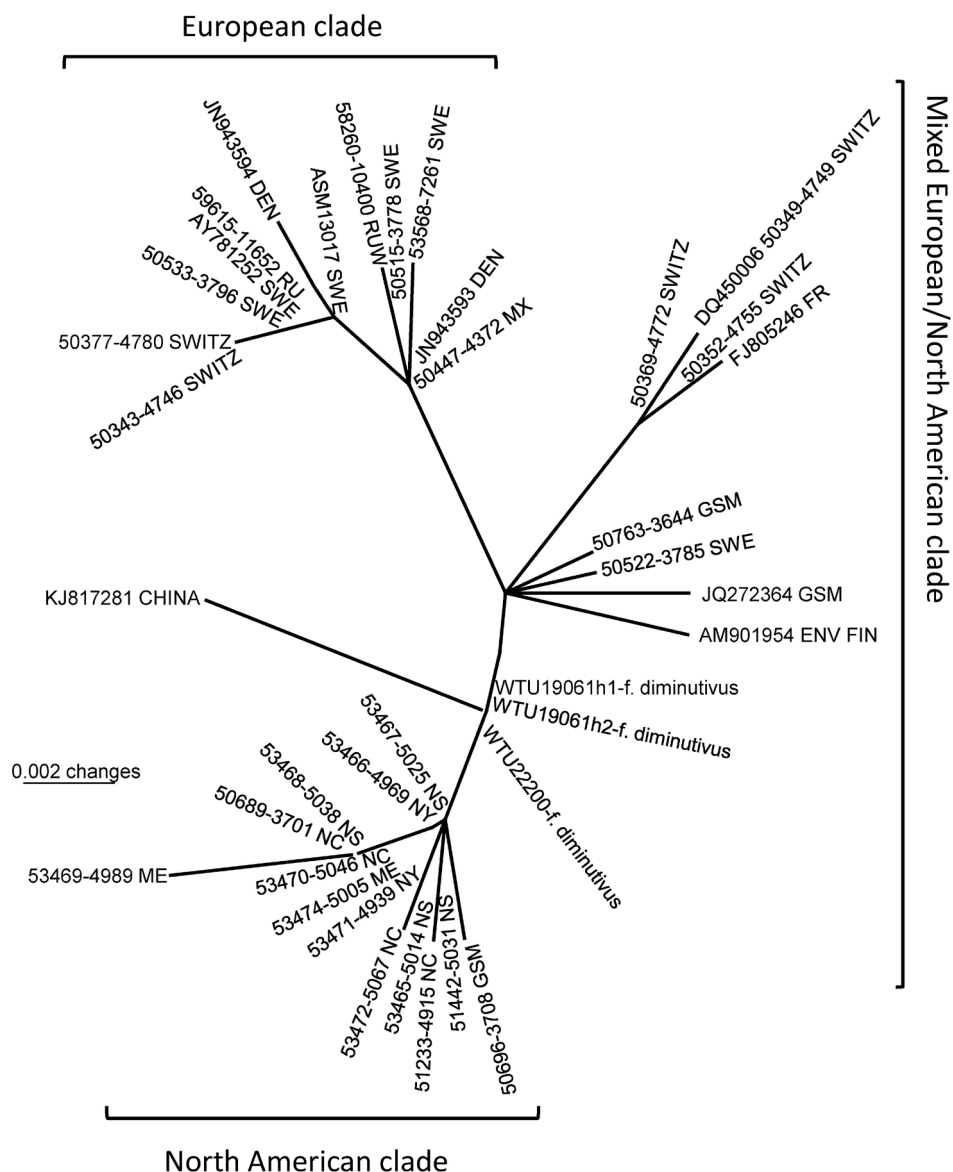 European clade
Mixed European/North American clade
JN943594 DEN
59615-11652 RU
AY781252 SWE
50533-3796 SWE
50377-4780 SWITZ
50343-4746 SWITZ
ASM13017 SWE
58260-10400 RUW
50515-3778 SWE
53568-7261 SWE
JN943593 DEN
50447-4372 MX
50369-4772 SWITZ
DQ450006 50349-4749 SWITZ
50352-4755 SWITZ
FJ805246 FR
50763-3644 GSM
50522-3785 SWE
JQ272364 GSM
AM901954 ENV FIN
KJ817281 CHINA
WTU19061h1-f. diminutivus
WTU19061h2-f. diminutivus
WTU22200-f. diminutivus
0.002 changes
53467-5025 NS
53466-4969 NY
53468-5038 NS
50689-3701 NC
53469-4989 ME
53470-5046 NC
53474-5005 ME
53471-4939 NY
53472-5067 NC
53465-5014 NS
51233-4915 NC
51442-5031 NS
50696-3708 GSM
North American clade